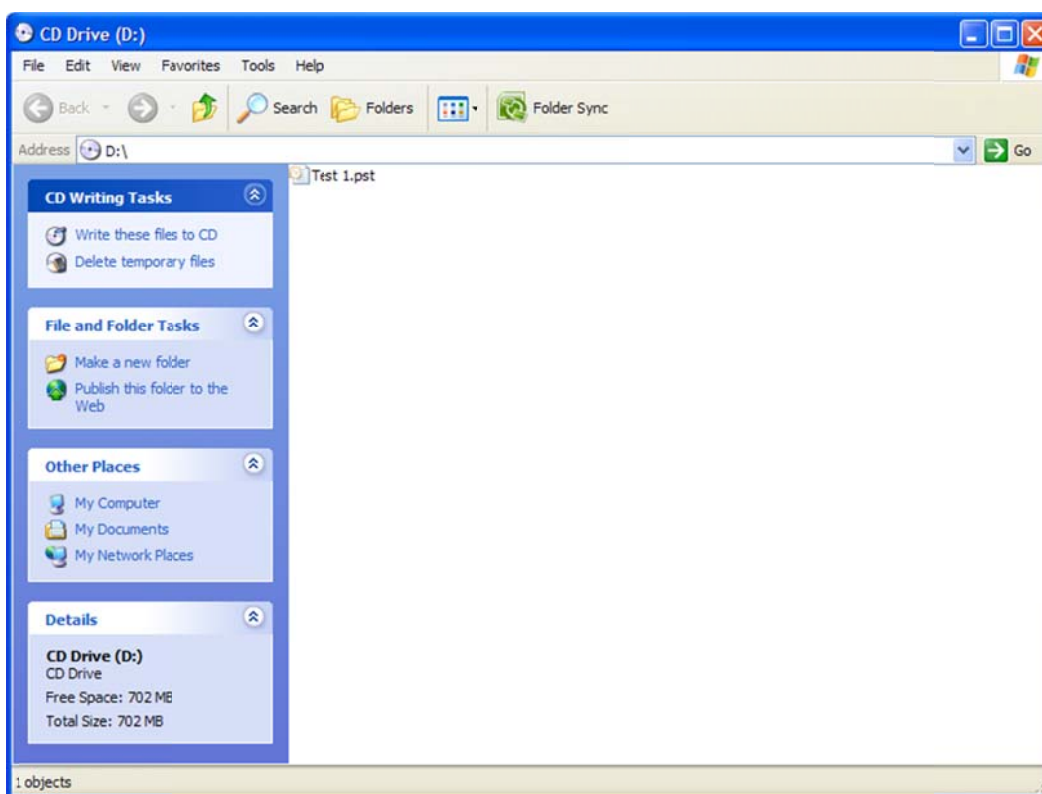 CD Drive (D:)
File Edit View Favorites Tools Help
Back Search Folders Folder Sync
Address D:\ Go
Test 1.pst
CD Writing Tasks
Write these files to CD
Delete temporary files
File and Folder Tasks
Make a new folder
Publish this folder to the
Web
Other Places
My Computer
My Documents
My Network Places
Details
CD Drive (D:)
CD Drive
Free Space: 702 MB
Total Size: 702 MB
1 objects